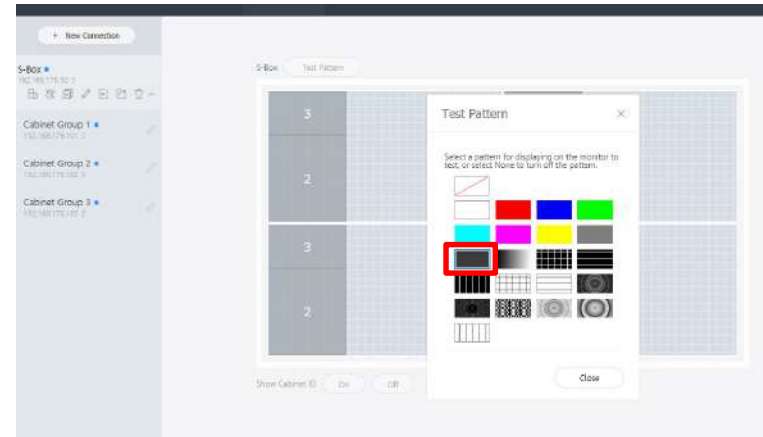 + New Connection
S-Box
S-Box Test Pattern
Cabinet Group 1
Cabinet Group 2
Cabinet Group 3
3
2
3
2
Test Pattern ×
Select a pattern for displaying on the monitor to
test, or select None to turn off the pattern.
Close
Show Cabinet ID On Off